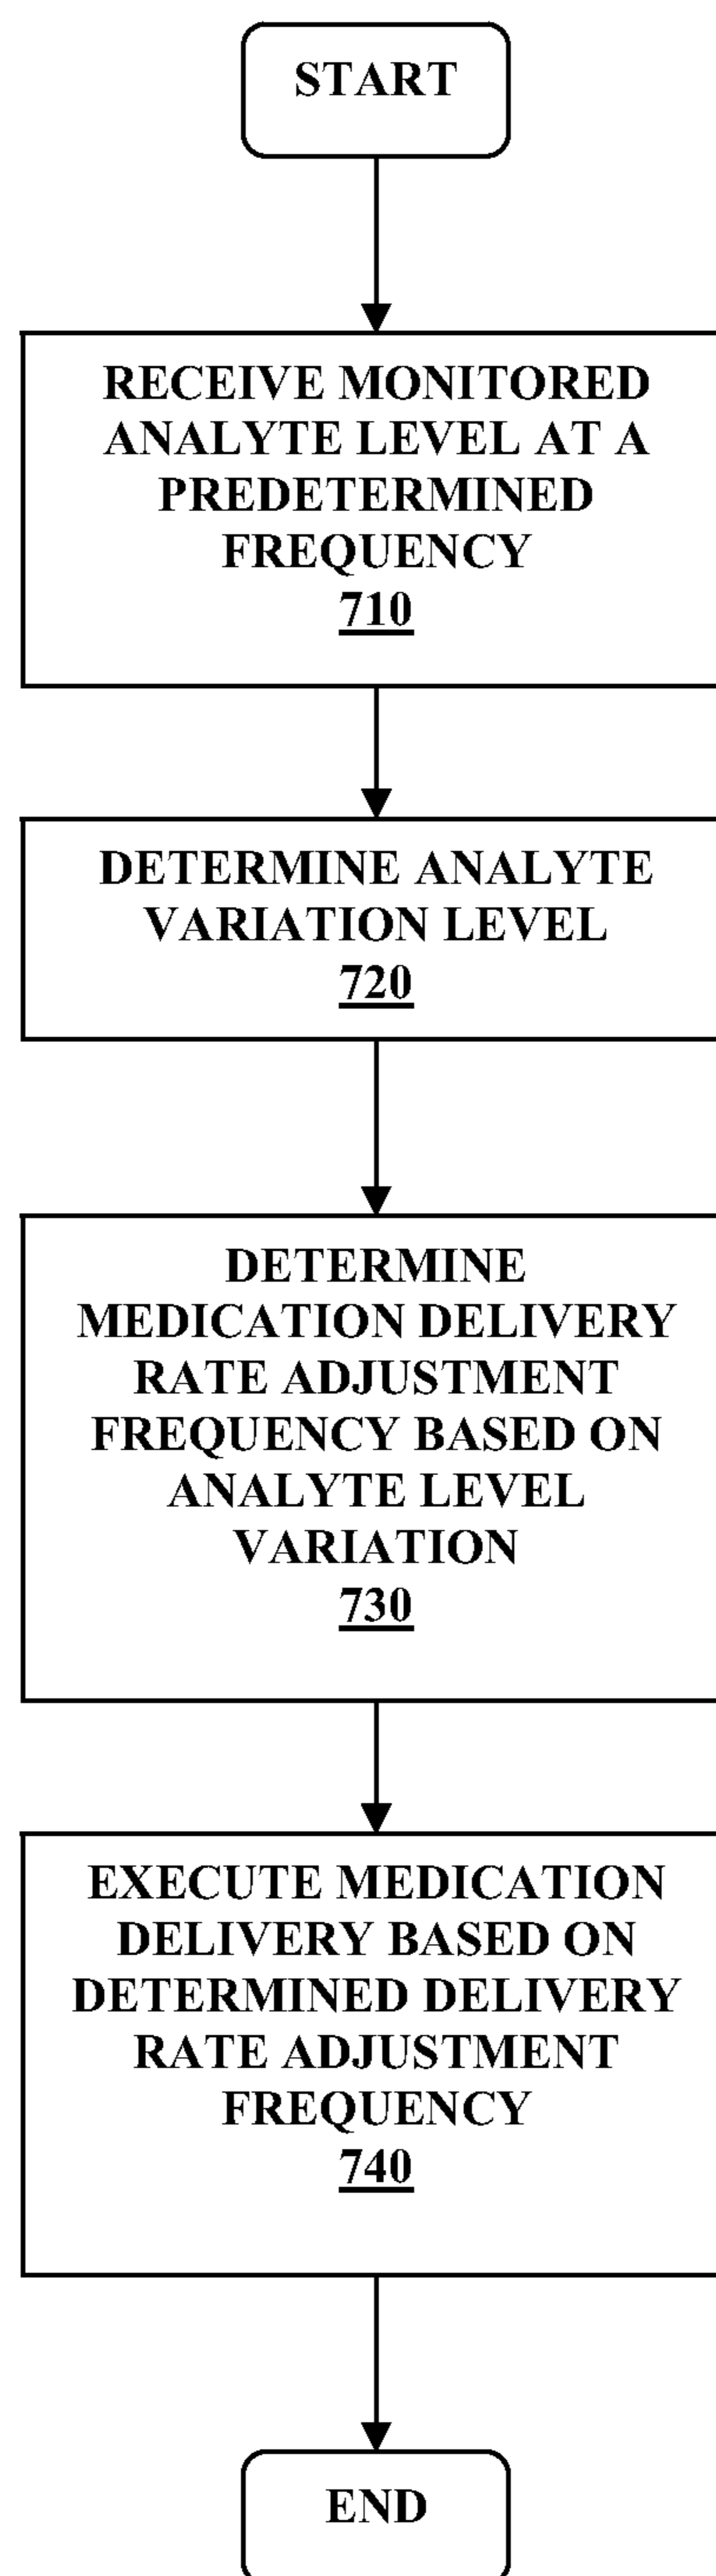 START
RECEIVE MONITORED
ANALYTE LEVEL AT A
PREDETERMINED
FREQUENCY
710
DETERMINE ANALYTE
VARIATION LEVEL
720
DETERMINE
MEDICATION DELIVERY
RATE ADJUSTMENT
FREQUENCY BASED ON
ANALYTE LEVEL
VARIATION
730
EXECUTE MEDICATION
DELIVERY BASED ON
DETERMINED DELIVERY
RATE ADJUSTMENT
FREQUENCY
740
END